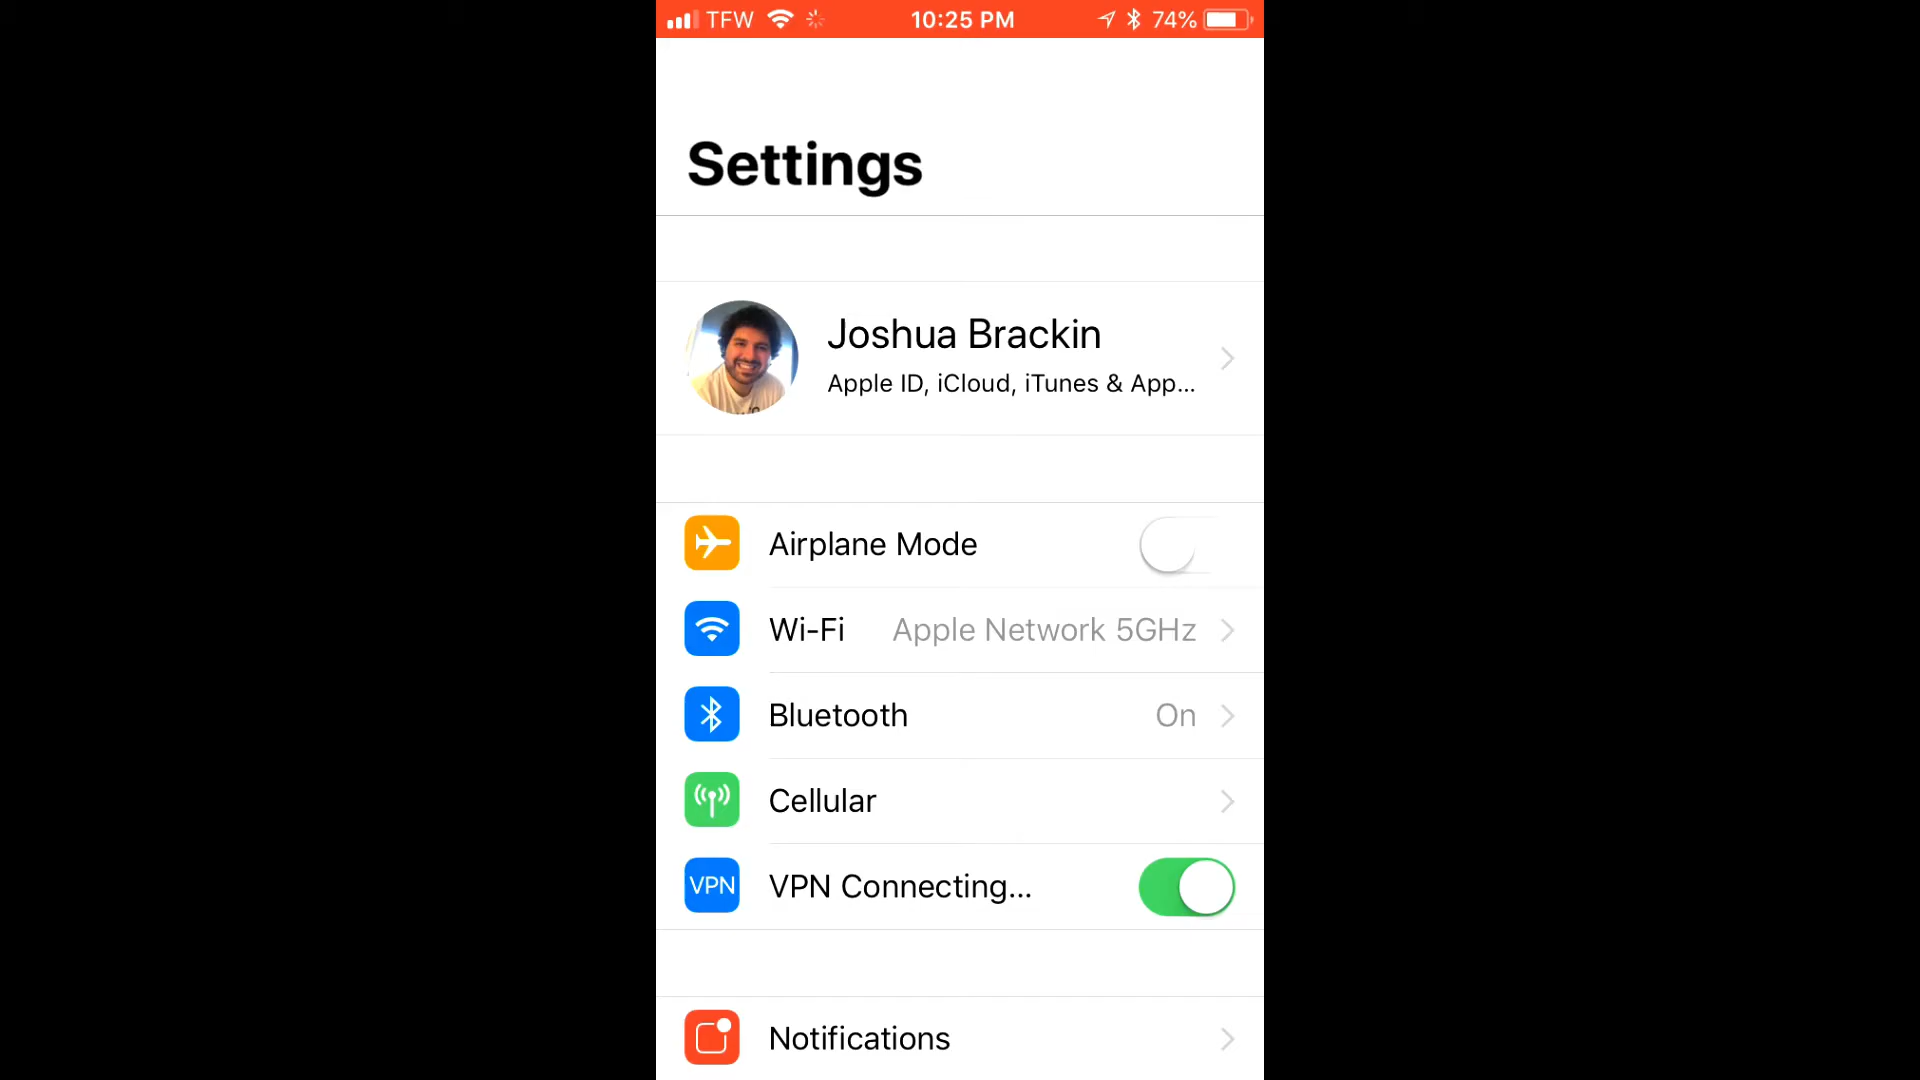 TFW 10:25 PM 74%
Settings
Joshua Brackin
Apple ID, iCloud, iTunes & App...
Airplane Mode
Wi-Fi Apple Network 5GHz
Bluetooth On
Cellular
VPN VPN Connecting...
Notifications